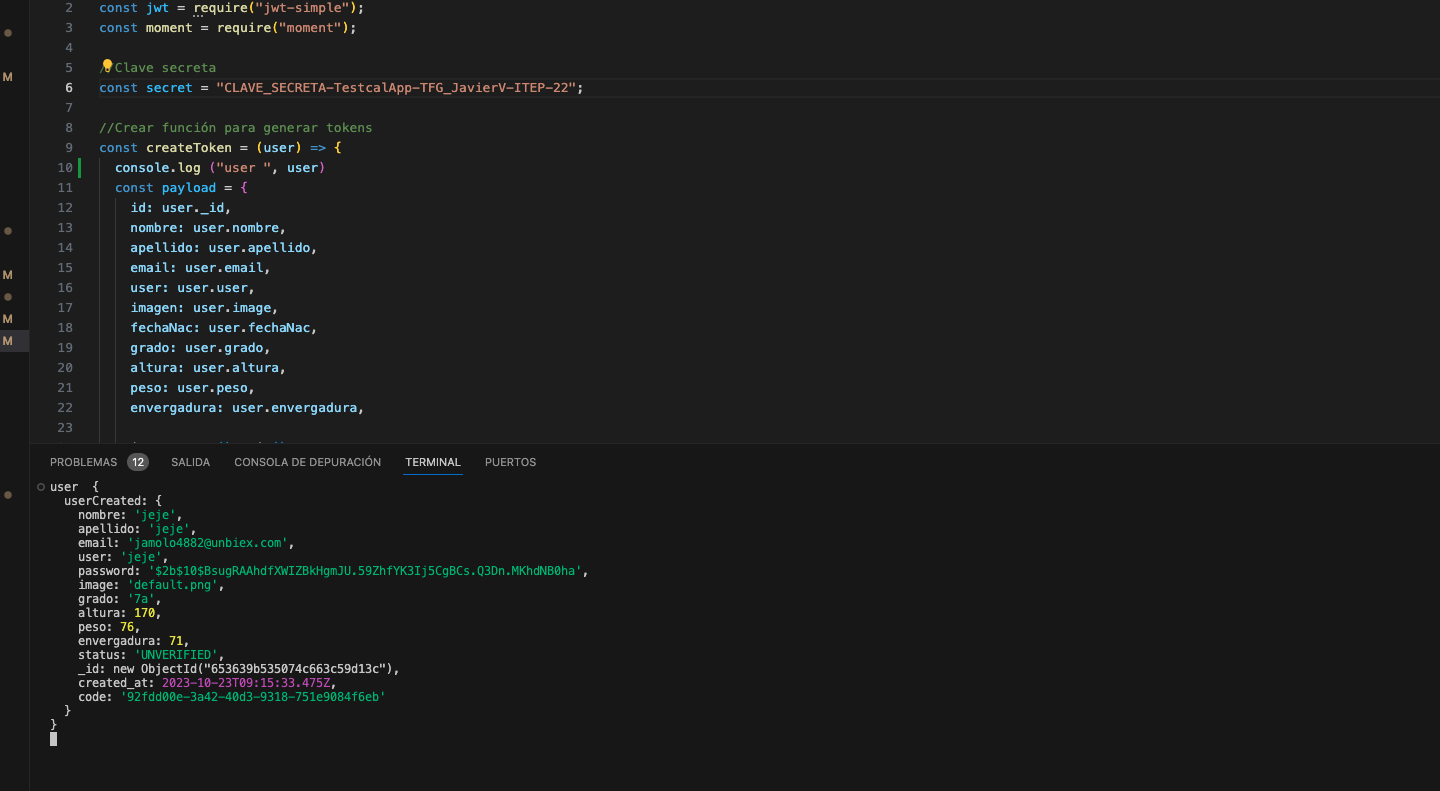 2 const jwt = require("jwt-simple");
3 const moment = require("moment");
4
5 /Clave secreta
6 const secret = "CLAVE_SECRETA-TestcalApp-TFG_JavierV-ITEP-22";
7
8 //Crear función para generar tokens
9 const createToken = (user) => {
10 console.log ("user ", user)
11 const payload = {
12 id: user._id,
13 nombre: user.nombre,
14 apellido: user.apellido,
15 email: user.email,
16 user: user.user,
17 imagen: user.image,
18 fechaNac: user.fechaNac,
19 grado: user.grado,
20 altura: user.altura,
21 peso: user.peso,
22 envergadura: user.envergadura,
23
M
M
M
M
PROBLEMAS 12 SALIDA CONSOLA DE DEPURACIÓN TERMINAL PUERTOS
user  {
userCreated: {
nombre: 'jeje',
apellido: 'jeje',
email: 'jamolo4882@unbiex.com',
user: 'jeje',
password: '$2b$10$BsugRAAhdfXWIZBkHgmJU.59ZhfYK3Ij5CgBCs.Q3Dn.MKhdNB0ha',
image: 'default.png',
grado: '7a',
altura: 170,
peso: 76,
envergadura: 71,
status: 'UNVERIFIED',
_id: new ObjectId("653639b535074c663c59d13c"),
created_at: 2023-10-23T09:15:33.475Z,
code: '92fdd00e-3a42-40d3-9318-751e9084f6eb'
}
}